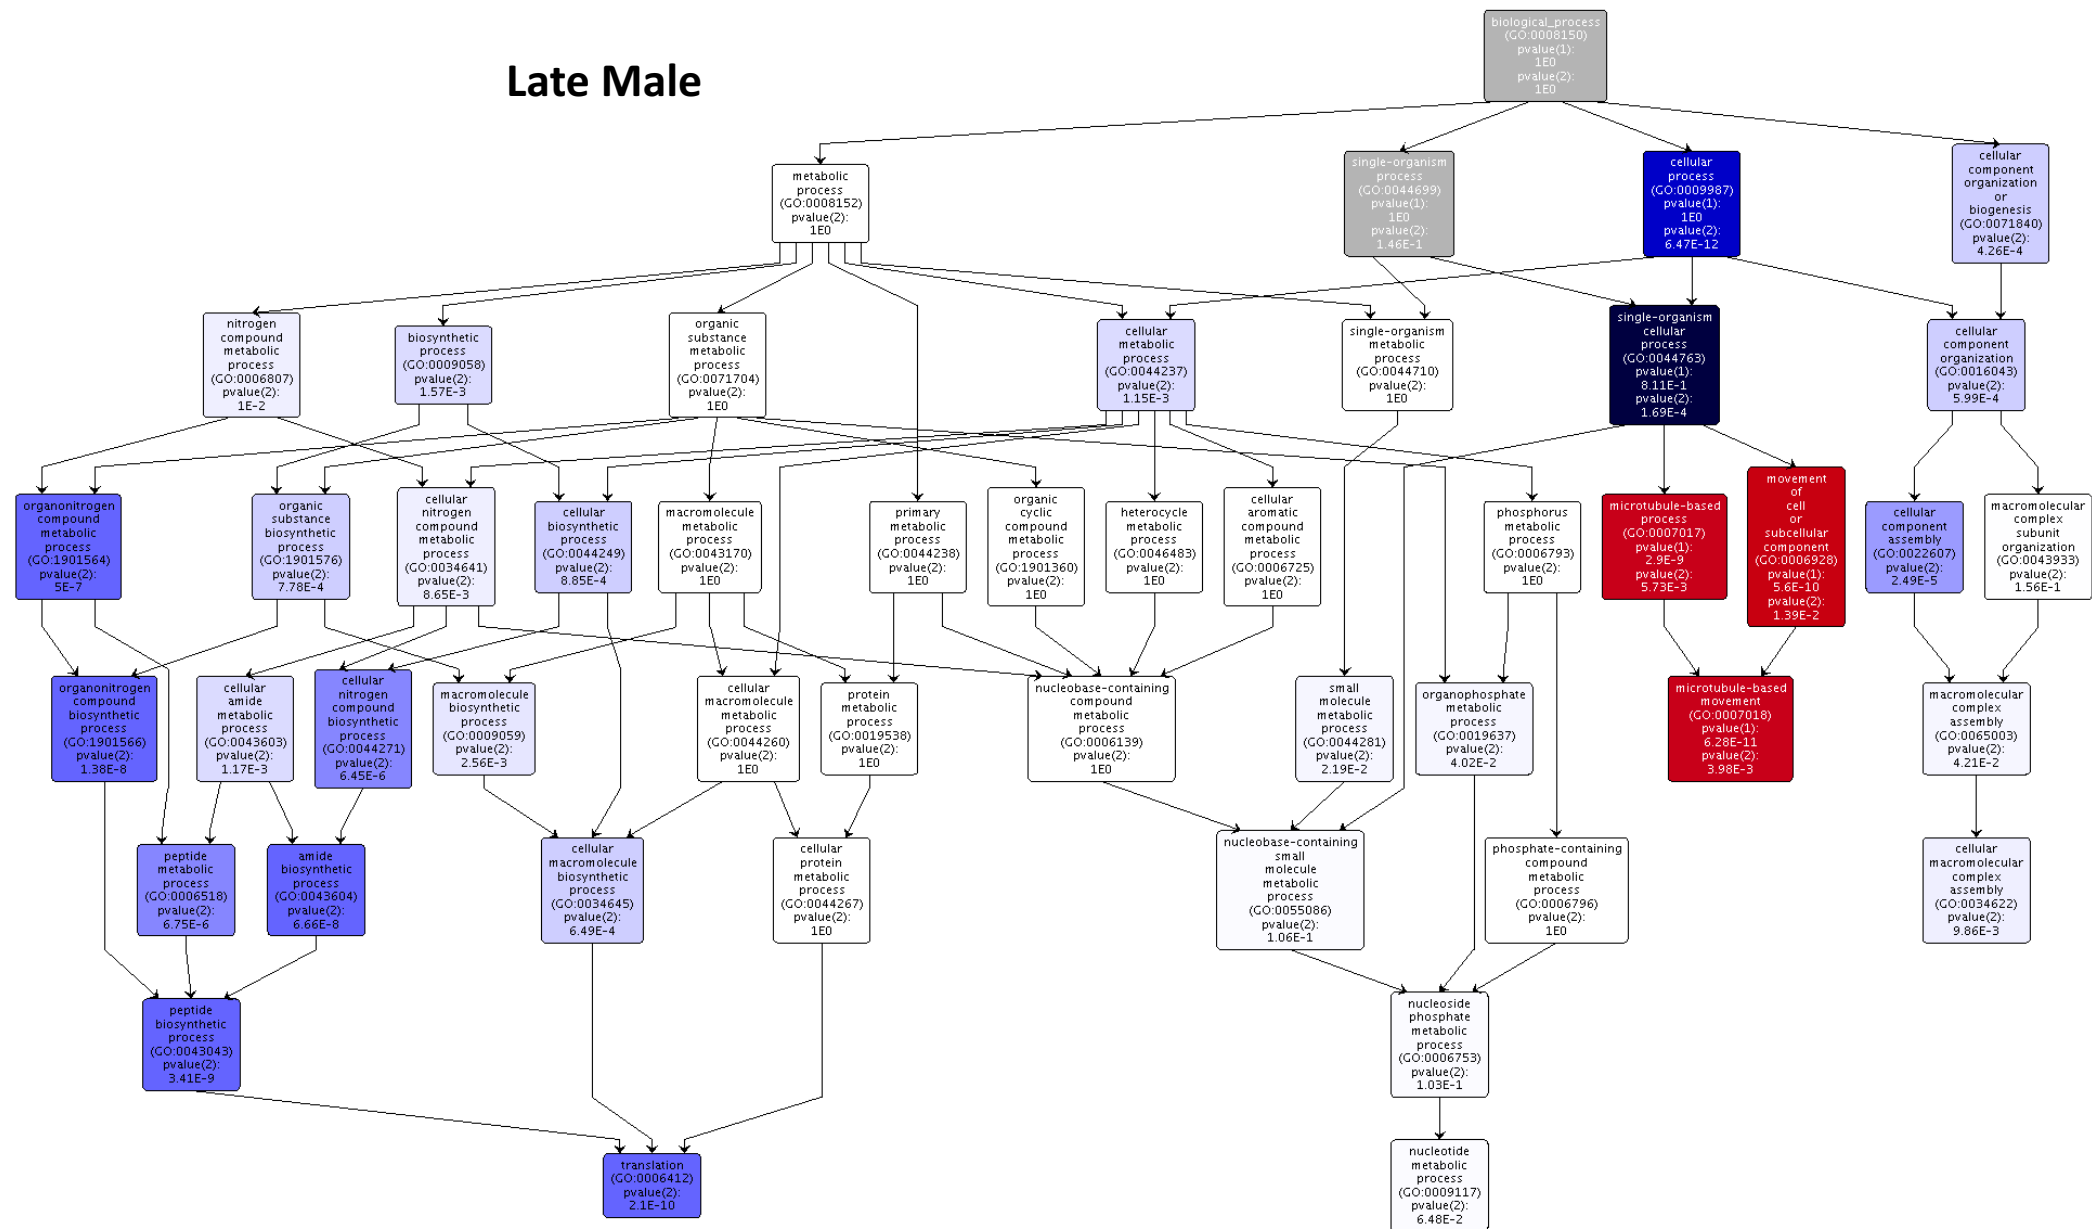 Late Male
biological_process
(GO:0008150)
pvalue(1):
1E0
pvalue(2):
1E0
metabolic
process
(GO:0008152)
pvalue(2):
1E0
single-organism
process
(GO:0044699)
pvalue(1):
1E0
pvalue(2):
1.46E-1
cellular
process
(GO:0009987)
pvalue(1):
1E0
pvalue(2):
6.47E-12
cellular
component
organization
or
biogenesis
(GO:0071840)
pvalue(2):
4.26E-4
nitrogen
compound
metabolic
process
(GO:0006807)
pvalue(2):
1E-2
biosynthetic
process
(GO:0009058)
pvalue(2):
1.57E-3
organic
substance
metabolic
process
(GO:0071704)
pvalue(2):
1E0
cellular
metabolic
process
(GO:0044237)
pvalue(2):
1.15E-3
single-organism
metabolic
process
(GO:0044710)
pvalue(2):
1E0
single-organism
cellular
process
(GO:0044763)
pvalue(1):
8.11E-1
pvalue(2):
1.69E-4
cellular
component
organization
(GO:0016043)
pvalue(2):
5.99E-4
organonitrogen
compound
metabolic
process
(GO:1901564)
pvalue(2):
5E-7
organic
substance
biosynthetic
process
(GO:1901576)
pvalue(2):
7.78E-4
cellular
nitrogen
compound
metabolic
process
(GO:0034641)
pvalue(2):
8.65E-3
cellular
biosynthetic
process
(GO:0044249)
pvalue(2):
8.85E-4
macromolecule
metabolic
process
(GO:0043170)
pvalue(2):
1E0
primary
metabolic
process
(GO:0044238)
pvalue(2):
1E0
organic
cyclic
compound
metabolic
process
(GO:1901360)
pvalue(2):
1E0
heterocycle
metabolic
process
(GO:0046483)
pvalue(2):
1E0
cellular
aromatic
compound
metabolic
process
(GO:0006725)
pvalue(2):
1E0
phosphorus
metabolic
process
(GO:0006793)
pvalue(2):
1E0
microtubule-based
process
(GO:0007017)
pvalue(1):
2.9E-9
pvalue(2):
5.73E-3
movement
of
cell
or
subcellular
component
(GO:0006928)
pvalue(1):
5.6E-10
pvalue(2):
1.39E-2
cellular
component
assembly
(GO:0022607)
pvalue(2):
2.49E-5
macromolecular
complex
subunit
organization
(GO:0043933)
pvalue(2):
1.56E-1
organonitrogen
compound
biosynthetic
process
(GO:1901566)
pvalue(2):
1.38E-8
cellular
amide
metabolic
process
(GO:0043603)
pvalue(2):
1.17E-3
cellular
nitrogen
compound
biosynthetic
process
(GO:0044271)
pvalue(2):
6.45E-6
macromolecule
biosynthetic
process
(GO:0009059)
pvalue(2):
2.56E-3
cellular
macromolecule
metabolic
process
(GO:0044260)
pvalue(2):
1E0
protein
metabolic
process
(GO:0019538)
pvalue(2):
1E0
nucleobase-containing
compound
metabolic
process
(GO:0006139)
pvalue(2):
1E0
small
molecule
metabolic
process
(GO:0044281)
pvalue(2):
2.19E-2
organophosphate
metabolic
process
(GO:0019637)
pvalue(2):
4.02E-2
microtubule-based
movement
(GO:0007018)
pvalue(1):
6.28E-11
pvalue(2):
3.98E-3
macromolecular
complex
assembly
(GO:0065003)
pvalue(2):
4.21E-2
peptide
metabolic
process
(GO:0006518)
pvalue(2):
6.75E-6
amide
biosynthetic
process
(GO:0043604)
pvalue(2):
6.66E-8
cellular
macromolecule
biosynthetic
process
(GO:0034645)
pvalue(2):
6.49E-4
cellular
protein
metabolic
process
(GO:0044267)
pvalue(2):
1E0
nucleobase-containing
small
molecule
metabolic
process
(GO:0055086)
pvalue(2):
1.06E-1
phosphate-containing
compound
metabolic
process
(GO:0006796)
pvalue(2):
1E0
cellular
macromolecular
complex
assembly
(GO:0034622)
pvalue(2):
9.86E-3
peptide
biosynthetic
process
(GO:0043043)
pvalue(2):
3.41E-9
nucleoside
phosphate
metabolic
process
(GO:0006753)
pvalue(2):
1.03E-1
translation
(GO:0006412)
pvalue(2):
2.1E-10
nucleotide
metabolic
process
(GO:0009117)
pvalue(2):
6.48E-2